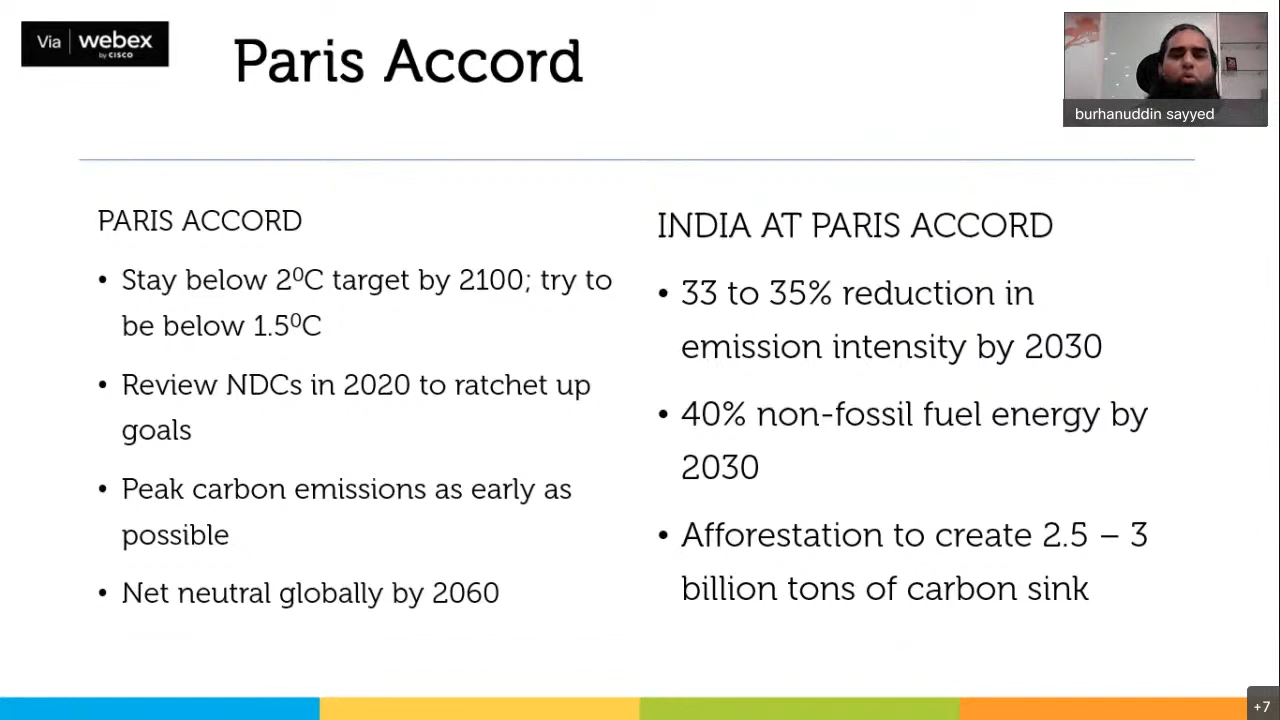 Via webex
by CISCO
Paris Accord
burhanuddin sayyed
PARIS ACCORD
• Stay below 2⁰C target by 2100; try to
be below 1.5⁰C
• Review NDCs in 2020 to ratchet up
goals
• Peak carbon emissions as early as
possible
• Net neutral globally by 2060
INDIA AT PARIS ACCORD
• 33 to 35% reduction in
emission intensity by 2030
• 40% non-fossil fuel energy by
2030
• Afforestation to create 2.5 – 3
billion tons of carbon sink
+7